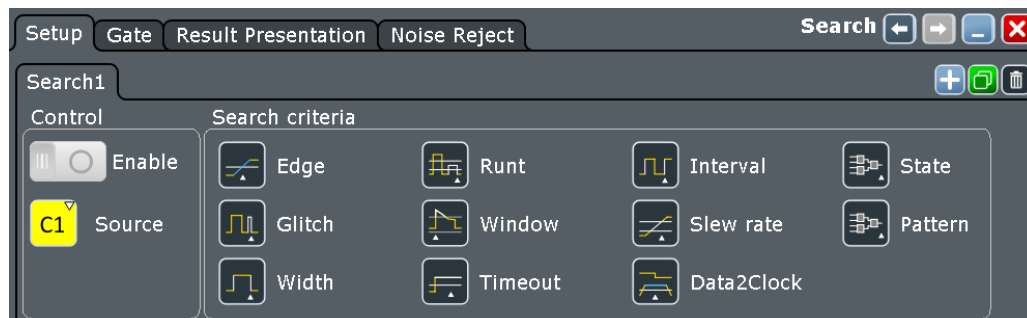 Setup Gate Result Presentation Noise Reject Search
Search1
Control Search criteria
Enable Edge Runt Interval State
C1 Source Glitch Window Slew rate Pattern
Width Timeout Data2Clock